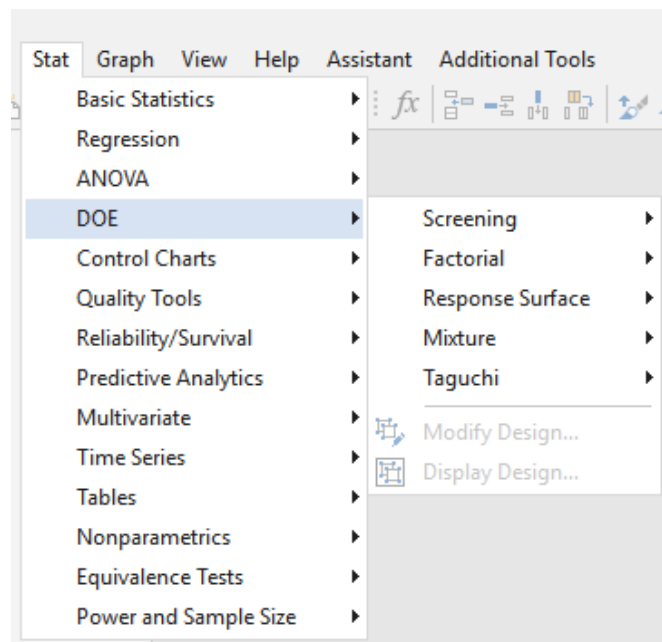 Stat Graph View Help Assistant Additional Tools
Basic Statistics
fx
Regression
ANOVA
DOE
Control Charts
Quality Tools
Reliability/Survival
Predictive Analytics
Multivariate
Time Series
Tables
Nonparametrics
Equivalence Tests
Power and Sample Size
Screening
Factorial
Response Surface
Mixture
Taguchi
Modify Design...
Display Design...